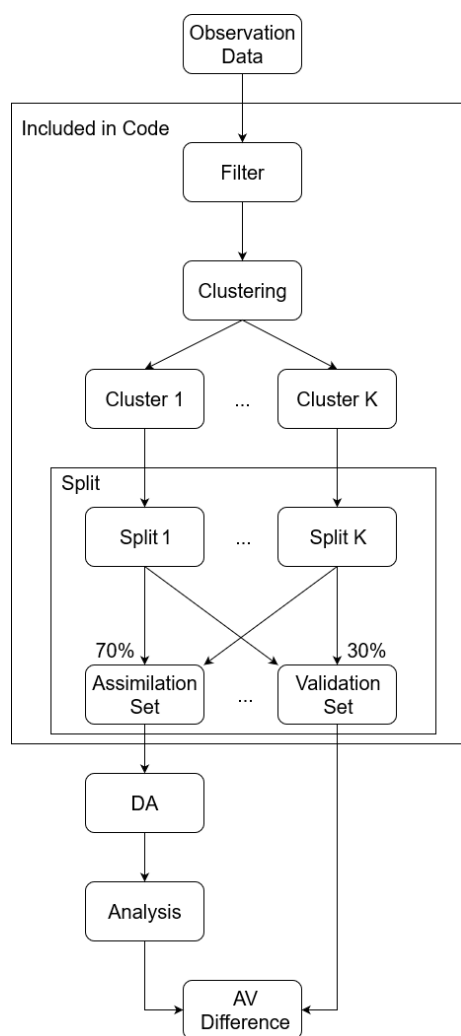 Observation
Data
Included in Code
Filter
Clustering
Cluster 1
...
Cluster K
Split
Split 1
...
Split K
70%
30%
Assimilation
Set
...
Validation
Set
DA
Analysis
AV
Difference